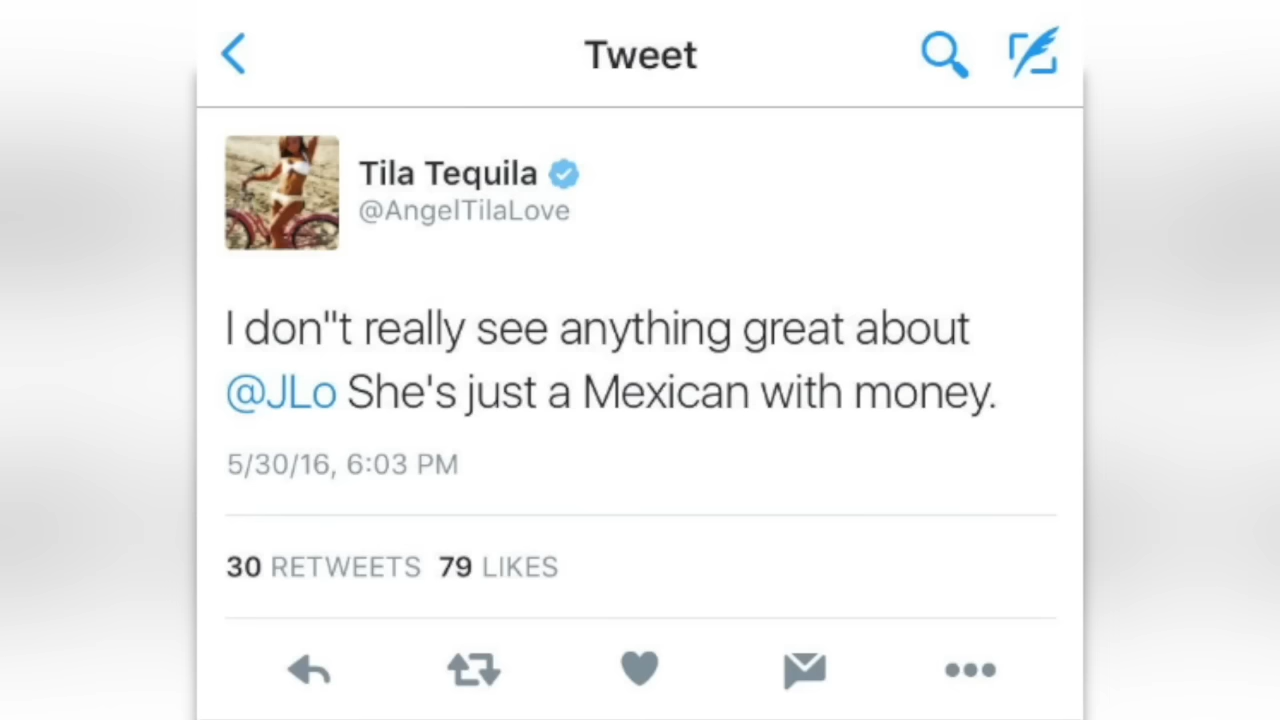 Tweet
Tila Tequila
@AngelTilaLove
I don"t really see anything great about
@JLo She's just a Mexican with money.
5/30/16, 6:03 PM
30 RETWEETS 79 LIKES